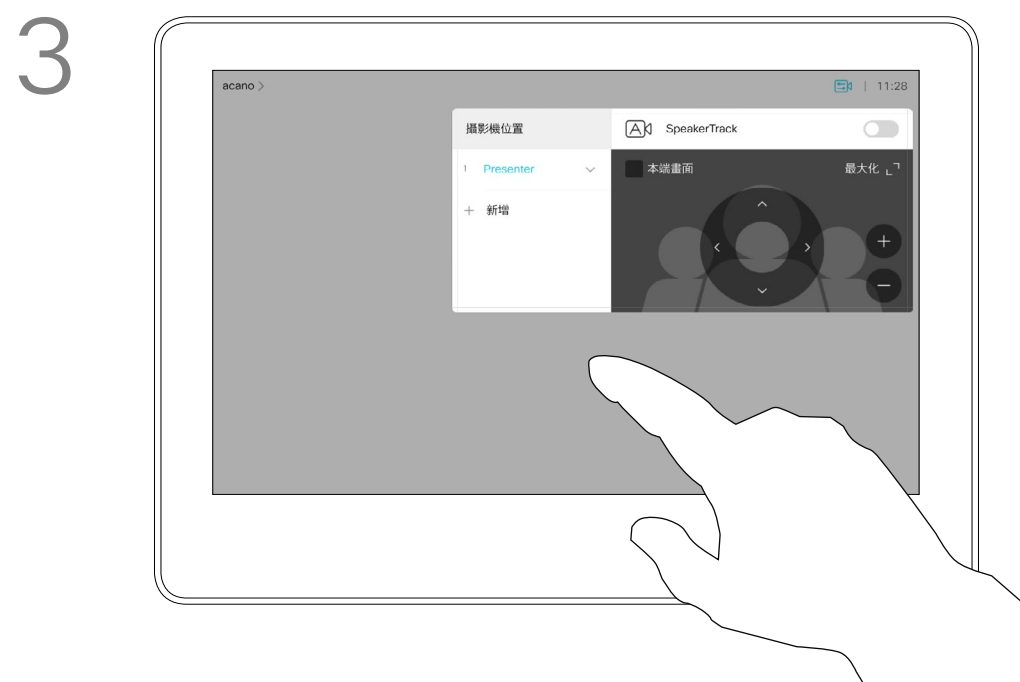 3
acano >
| 11:28
攝影機位置
A SpeakerTrack
1 Presenter
本端畫面
最大化
+ 新增